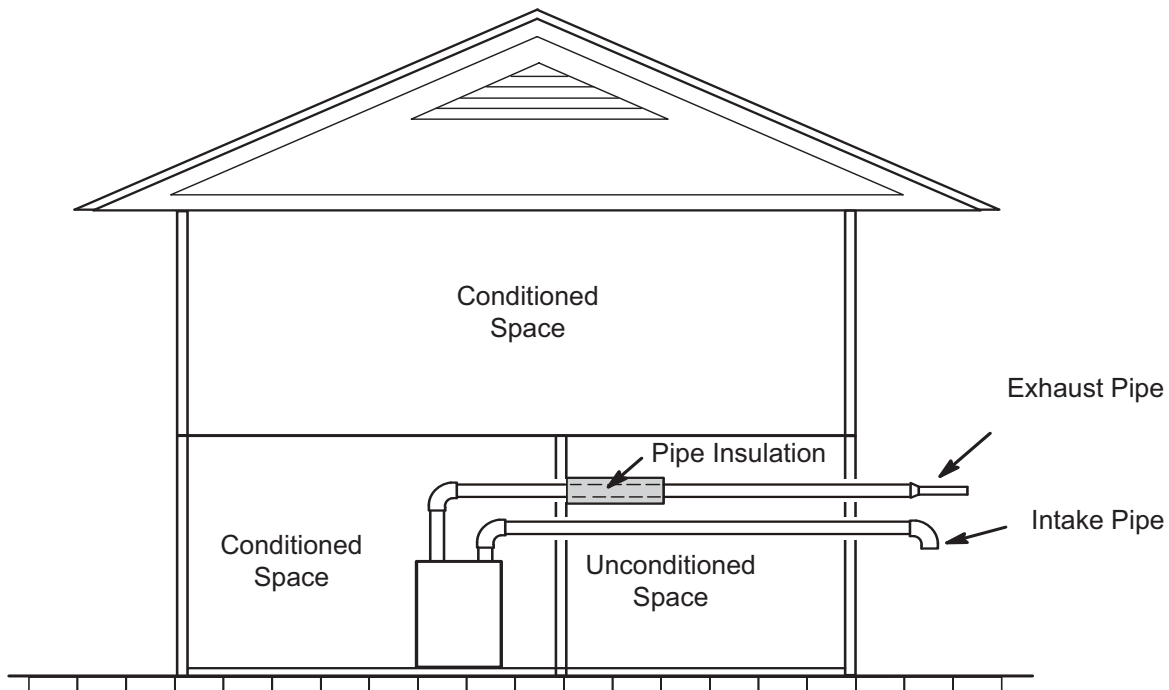 Conditioned
Space
Exhaust Pipe
Pipe Insulation
Intake Pipe
Conditioned
Space
Unconditioned
Space